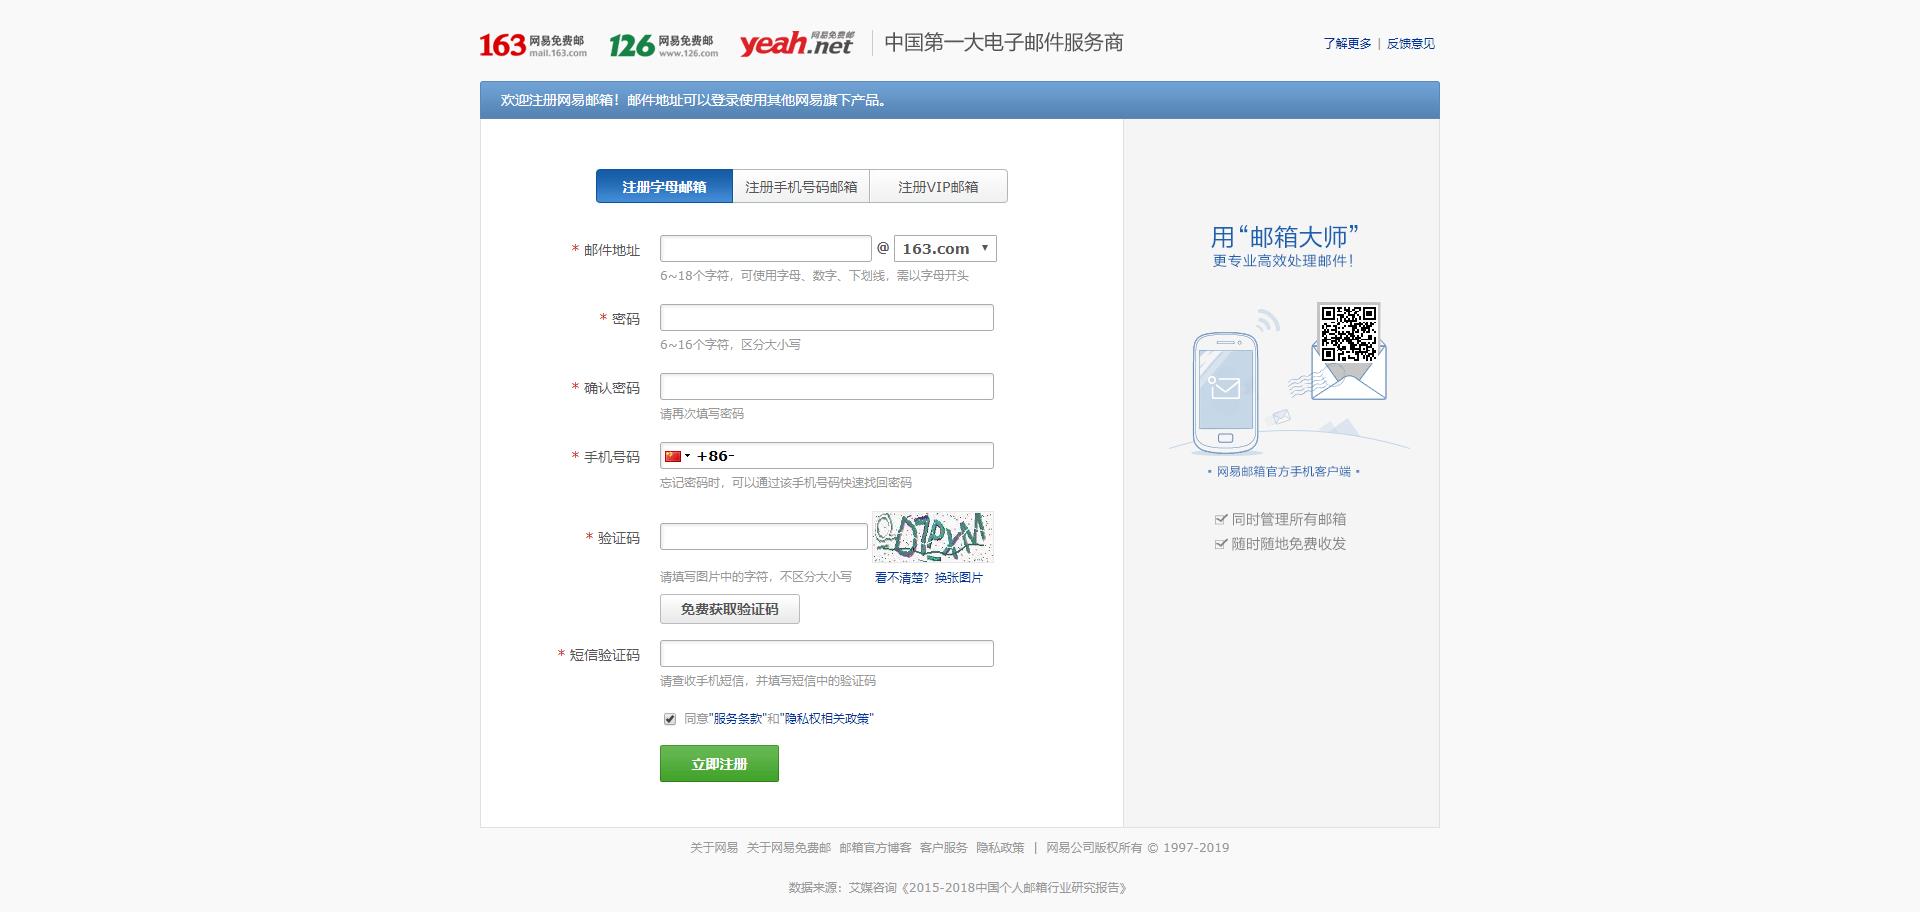 163 网易免费邮 mail.163.com 126 网易免费邮 www.126.com yeah.net 网易免费邮 中国第一大电子邮件服务商 了解更多 | 反馈意见
欢迎注册网易邮箱！邮件地址可以登录使用其他网易旗下产品。
注册字母邮箱 注册手机号码邮箱 注册VIP邮箱
* 邮件地址 @ 163.com
6~18个字符，可使用字母、数字、下划线，需以字母开头
* 密码
6~16个字符，区分大小写
* 确认密码
请再次填写密码
* 手机号码 +86-
忘记密码时，可以通过该手机号码快速找回密码
* 验证码
请填写图片中的字符，不区分大小写 看不清楚？换张图片
免费获取验证码
* 短信验证码
请查收手机短信，并填写短信中的验证码
同意"服务条款"和"隐私权相关政策"
立即注册
用“邮箱大师”
更专业高效处理邮件！
• 网易邮箱官方手机客户端 •
同时管理所有邮箱
随时随地免费收发
关于网易 关于网易免费邮 邮箱官方博客 客户服务 隐私政策 | 网易公司版权所有 © 1997-2019
数据来源：艾媒咨询《2015-2018中国个人邮箱行业研究报告》